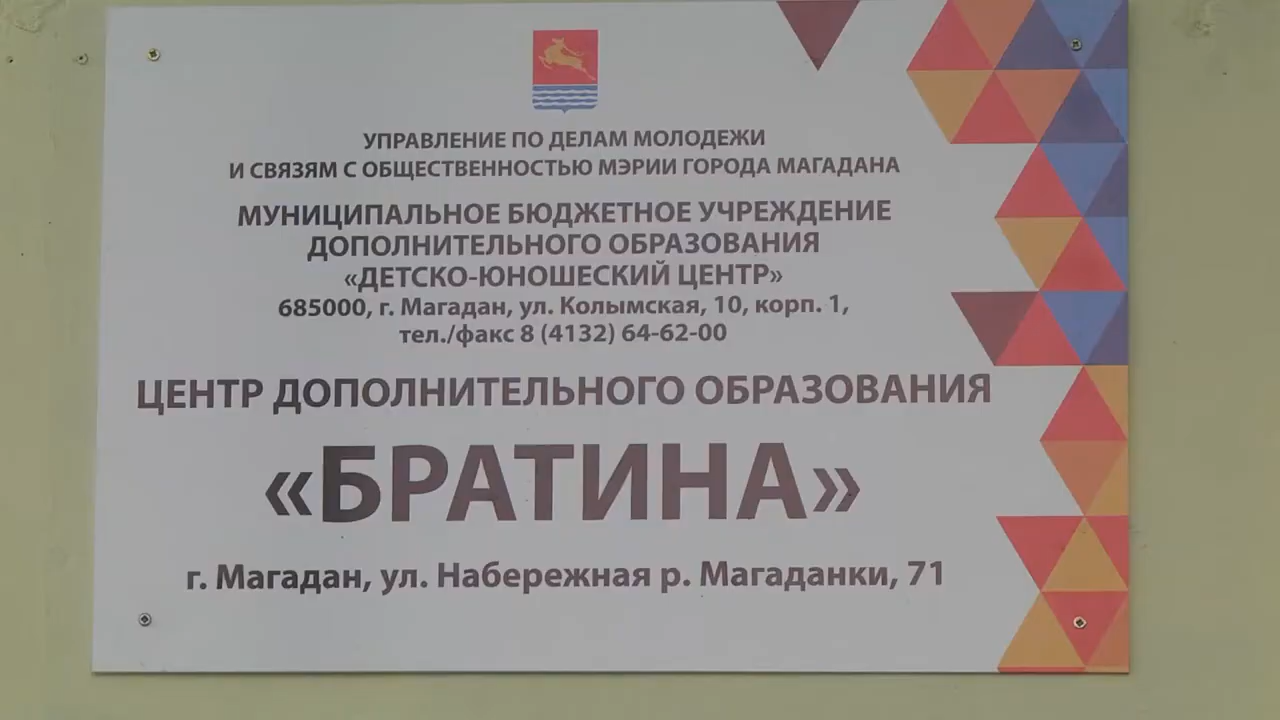 УПРАВЛЕНИЕ ПО ДЕЛАМ МОЛОДЕЖИ
И СВЯЗЯМ С ОБЩЕСТВЕННОСТЬЮ МЭРИИ ГОРОДА МАГАДАНА
МУНИЦИПАЛЬНОЕ БЮДЖЕТНОЕ УЧРЕЖДЕНИЕ
ДОПОЛНИТЕЛЬНОГО ОБРАЗОВАНИЯ
«ДЕТСКО-ЮНОШЕСКИЙ ЦЕНТР»
685000, г. Магадан, ул. Колымская, 10, корп. 1,
тел./факс 8 (4132) 64-62-00
ЦЕНТР ДОПОЛНИТЕЛЬНОГО ОБРАЗОВАНИЯ
«БРАТИНА»
г. Магадан, ул. Набережная р. Магаданки, 71